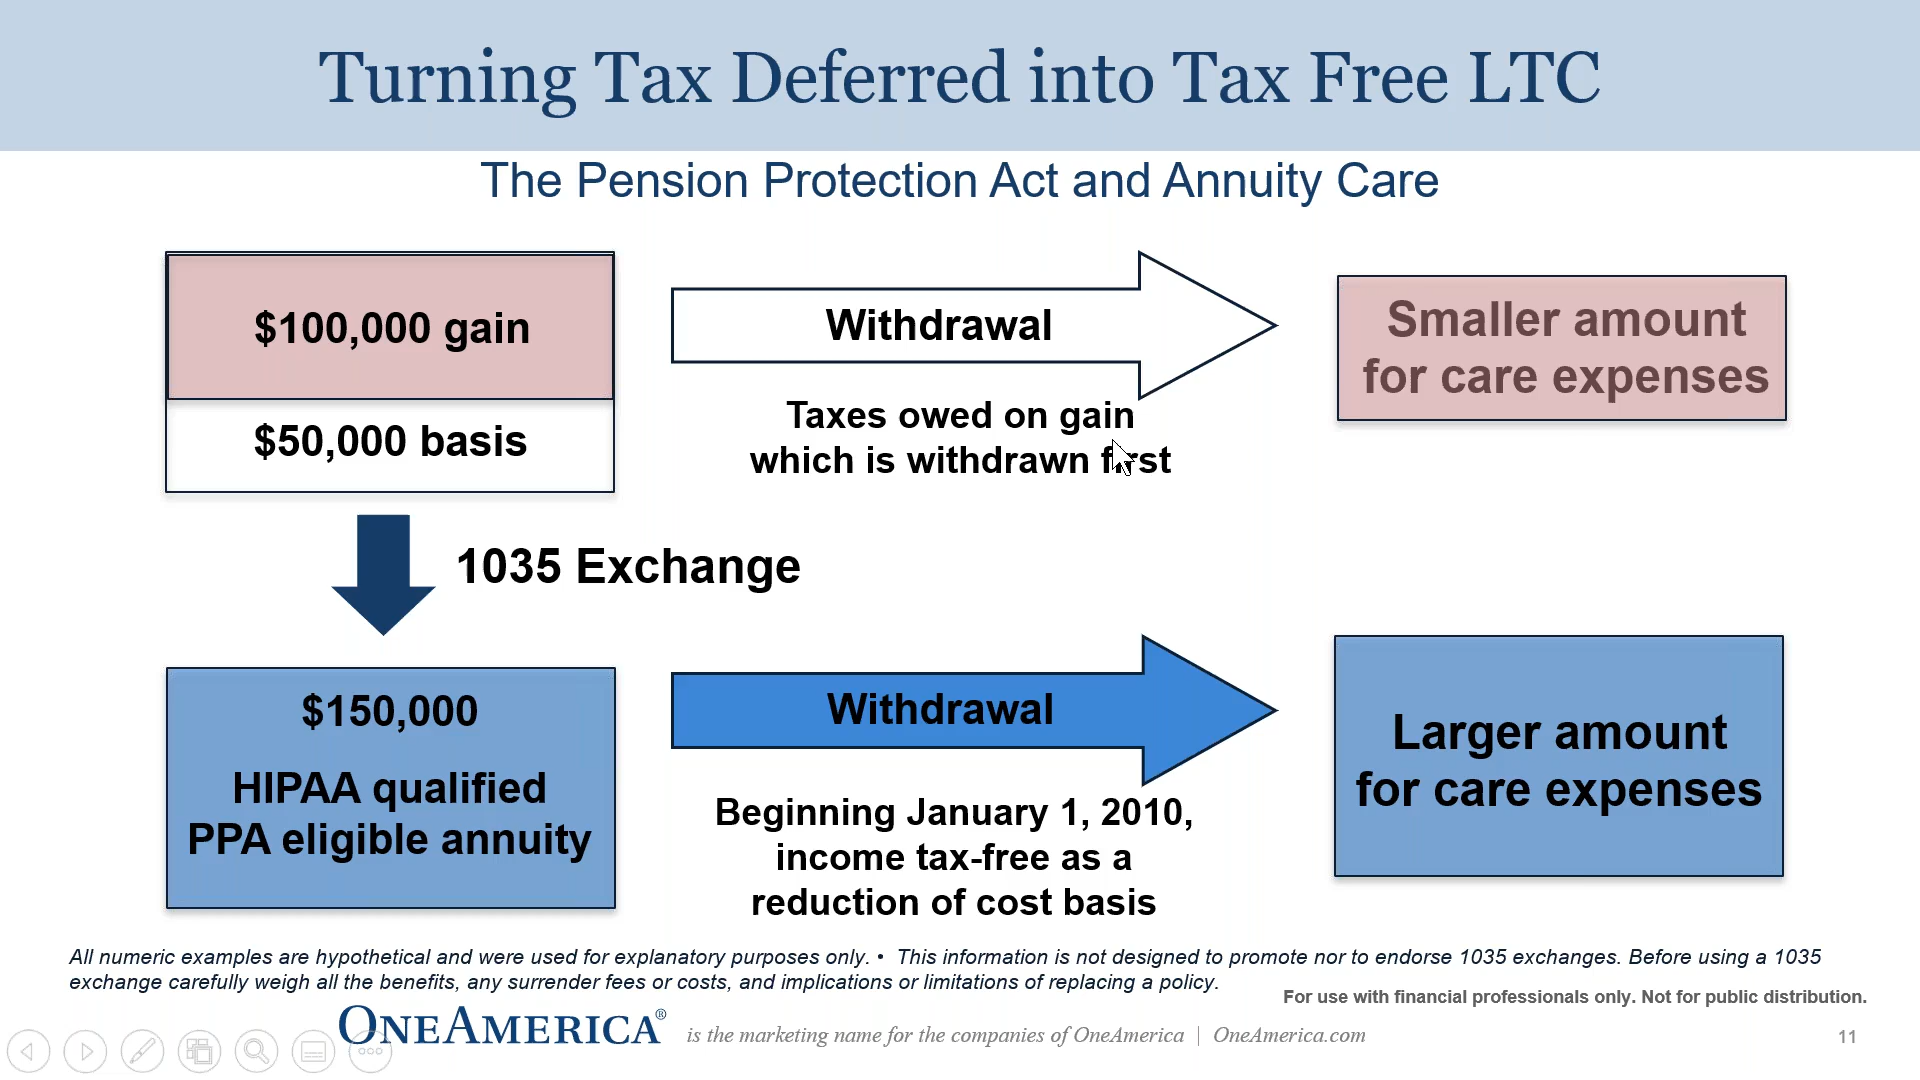 Turning Tax Deferred into Tax Free LTC
The Pension Protection Act and Annuity Care
$100,000 gain
$50,000 basis
Withdrawal
Taxes owed on gain
which is withdrawn first
Smaller amount
for care expenses
1035 Exchange
$150,000
HIPAA qualified
PPA eligible annuity
Withdrawal
Beginning January 1, 2010,
income tax-free as a
reduction of cost basis
Larger amount
for care expenses
All numeric examples are hypothetical and were used for explanatory purposes only. • This information is not designed to promote nor to endorse 1035 exchanges. Before using a 1035
exchange carefully weigh all the benefits, any surrender fees or costs, and implications or limitations of replacing a policy.
For use with financial professionals only. Not for public distribution.
ONEAMERICA® is the marketing name for the companies of OneAmerica | OneAmerica.com
11